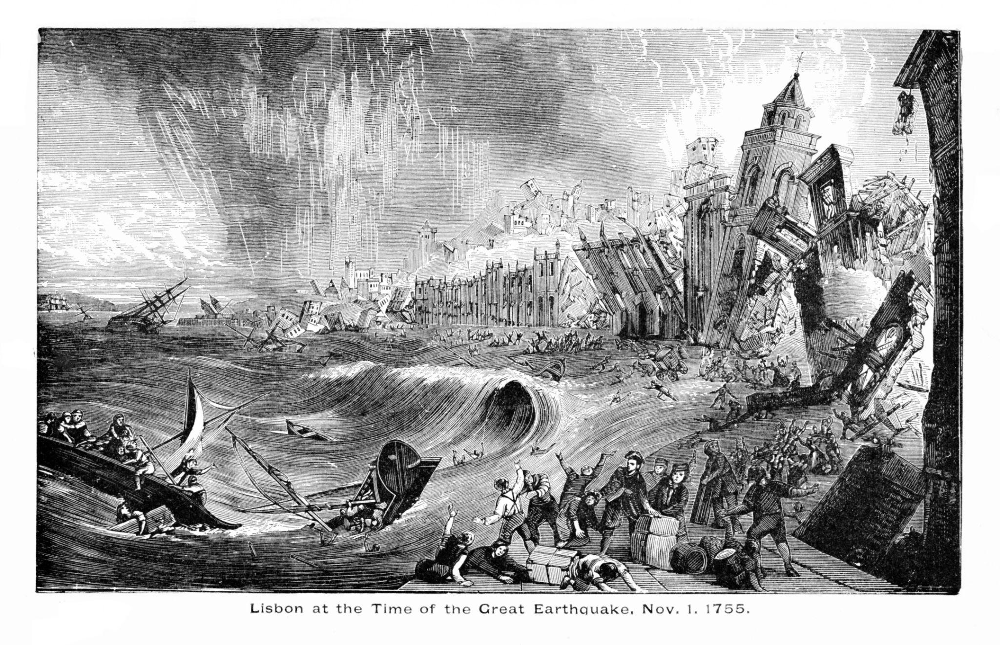 Lisbon at the Time of the Great Earthquake, Nov. 1. 1755.